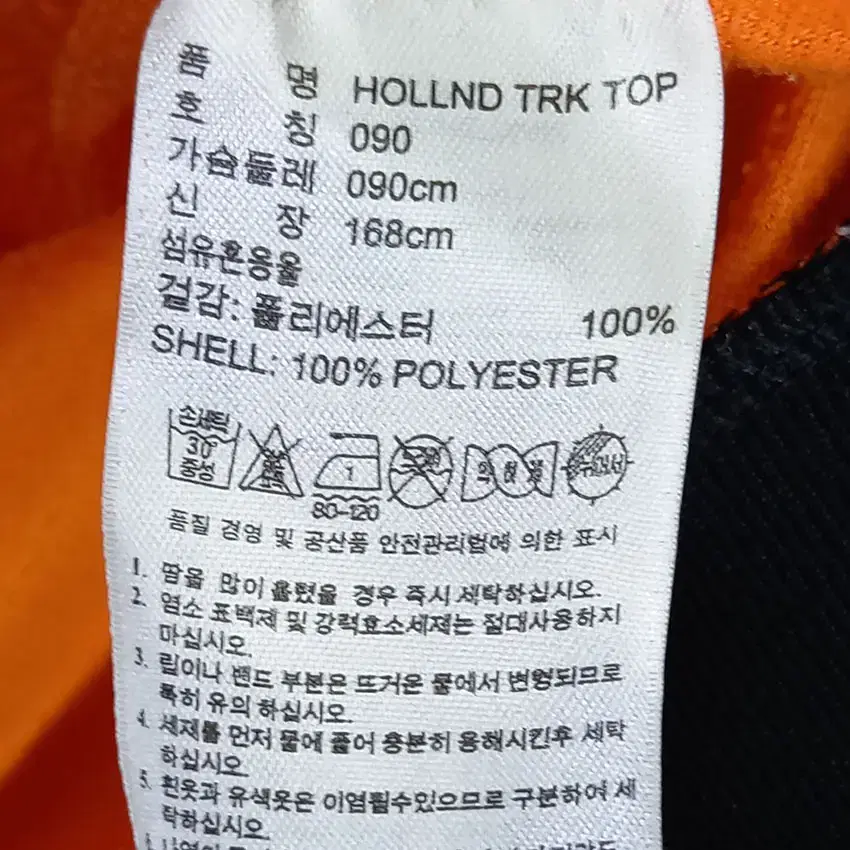 품 명 HOLLND TRK TOP
호 칭 090
가슴둘레 090cm
신 장 168cm
섬유혼용율
겉감: 폴리에스터 100%
SHELL: 100% POLYESTER
손세탁
30°
중성
1
80-120
뉘어서
품질 경영 및 공산품 안전관리법에 의한 표시
1. 땀을 많이 흘렸을 경우 즉시 세탁하십시오.
2. 염소 표백제 및 강력효소세제는 절대사용하지
마십시오.
3. 립이나 밴드 부분은 뜨거운 물에서 변형되므로
특히 유의 하십시오.
4. 세제를 먼저 물에 풀어 충분히 용해시킨후 세탁
하십시오.
5. 흰옷과 유색옷은 이염될수있으므로 구분하여 세
탁하십시오.